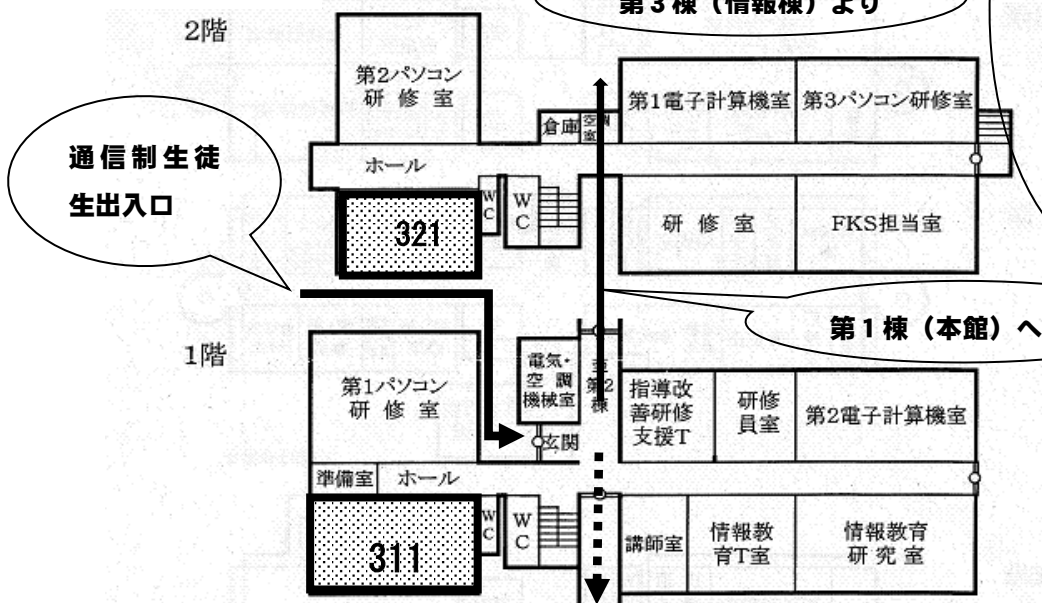 第3棟（情報棟）より
2階
第2パソコン
研修室
第1電子計算機室
第3パソコン研修室
倉庫
空調
室
通信制生徒
生出入口
ホール
WC
WC
321
研修室
FKS担当室
第1棟（本館）へ
1階
第1パソコン
研修室
電気・
空調
機械室
至第2棟
指導改
善研修
支援T
研修
員室
第2電子計算機室
玄関
準備室
ホール
WC
WC
311
講師室
情報教
育T室
情報教育
研究室